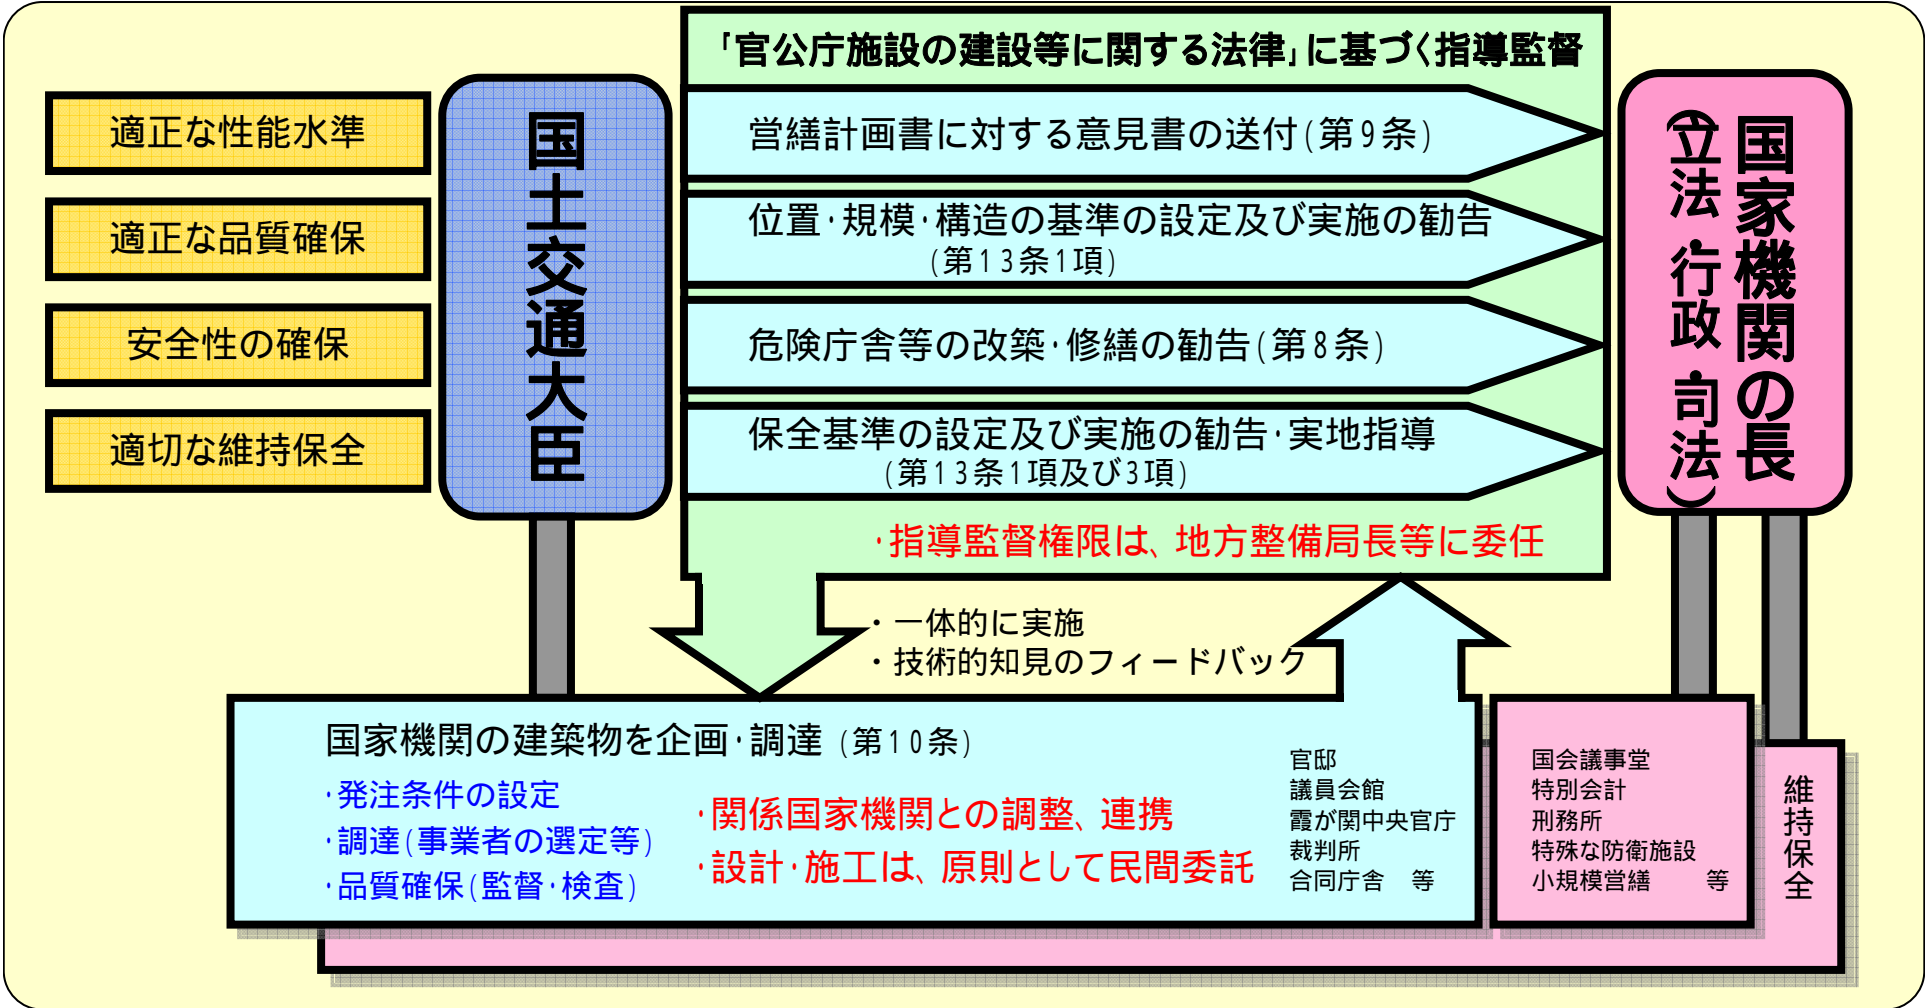 「官公庁施設の建設等に関する法律」に基づく指導監督
適正な性能水準
適正な品質確保
安全性の確保
適切な維持保全
国土交通大臣
営繕計画書に対する意見書の送付(第9条)
位置・規模・構造の基準の設定及び実施の勧告
(第13条1項)
危険庁舎等の改築・修繕の勧告(第8条)
保全基準の設定及び実施の勧告・実地指導
(第13条1項及び3項)
・指導監督権限は、地方整備局長等に委任
国家機関の長
(立法 行政 司法)
・一体的に実施
・技術的知見のフィードバック
国家機関の建築物を企画・調達 (第10条)
・発注条件の設定
・調達(事業者の選定等)
・品質確保(監督・検査)
・関係国家機関との調整、連携
・設計・施工は、原則として民間委託
官邸
議員会館
霞が関中央官庁
裁判所
合同庁舎 等
国会議事堂
特別会計
刑務所
特殊な防衛施設
小規模営繕 等
維持保全